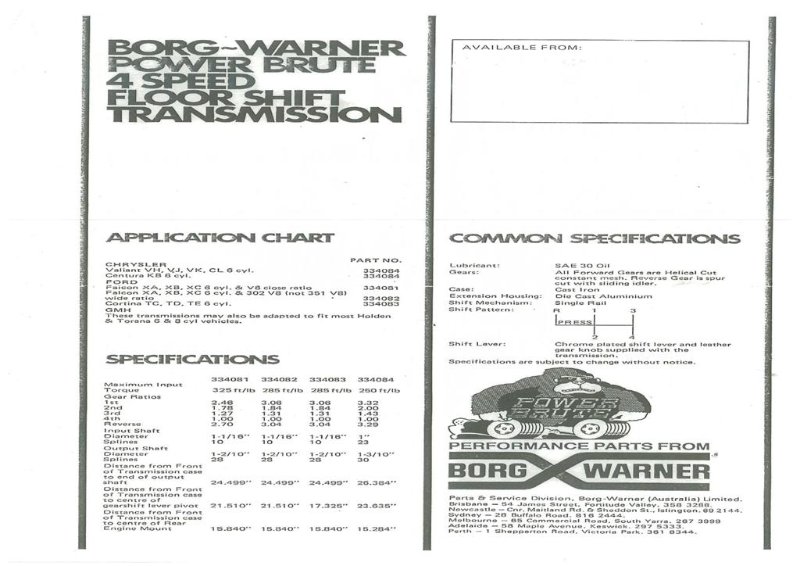 BORG~WARNER
POWER BRUTE
4 SPEED
FLOOR SHIFT
TRANSMISSION
APPLICATION CHART
PART NO.
CHRYSLER
Valiant VH, VJ, VK, CL 6 cyl. 334084
Centura KB 6 cyl. 334084
FORD
Falcon XA, XB, XC 6 cyl. & V8 close ratio 334081
Falcon XA, XB, XC 6 cyl. & 302 V8 (not 351 V8)
wide ratio 334082
Cortina TC, TD, TE 6 cyl. 334083
GMH
These transmissions may also be adapted to fit most Holden
& Torana 6 & 8 cyl vehicles.
SPECIFICATIONS
334081 334082 334083 334084
Maximum Input
Torque 325 ft/lb 285 ft/lb 285 ft/lb 250 ft/lb
Gear Ratios
1st 2.46 3.06 3.06 3.32
2nd 1.78 1.84 1.84 2.00
3rd 1.27 1.31 1.31 1.43
4th 1.00 1.00 1.00 1.00
Reverse 2.70 3.04 3.04 3.29
Input Shaft
Diameter 1-1/16" 1-1/16" 1-1/16" 1"
Splines 10 10 10 23
Output Shaft
Diameter 1-2/10" 1-2/10" 1-2/10" 1-3/10"
Splines 28 28 28 30
Distance from Front
of Transmission case
to end of output
shaft 24.499" 24.499" 24.499" 26.384"
Distance from Front
of Transmission case
to centre of
gearshift lever pivot 21.510" 21.510" 17.325" 23.635"
Distance from Front
of Transmission case
to centre of Rear
Engine Mount 15.840" 15.840" 15.840" 15.284"
AVAILABLE FROM:
COMMON SPECIFICATIONS
Lubricant: SAE 30 Oil
Gears: All Forward Gears are Helical Cut
constant mesh. Reverse Gear is spur
cut with sliding idler.
Case: Cast Iron
Extension Housing: Die Cast Aluminium
Shift Mechanism: Single Rail
Shift Pattern: R 1 3
PRESS
2 4
Shift Lever: Chrome plated shift lever and leather
gear knob supplied with the
transmission.
Specifications are subject to change without notice.
POWER
BRUTE
PERFORMANCE PARTS FROM
BORG WARNER
Parts & Service Division, Borg-Warner (Australia) Limited.
Brisbane – 54 James Street, Fortitude Valley. 358 3288.
Newcastle – Cnr. Maitland Rd. & Sheddon St., Islington. 69 2144.
Sydney – 28 Buffalo Road. 816 2444.
Melbourne – 85 Commercial Road, South Yarra. 267 3999
Adelaide – 58 Maple Avenue, Keswick. 297 5333.
Perth – 1 Shepperton Road, Victoria Park. 361 8344.